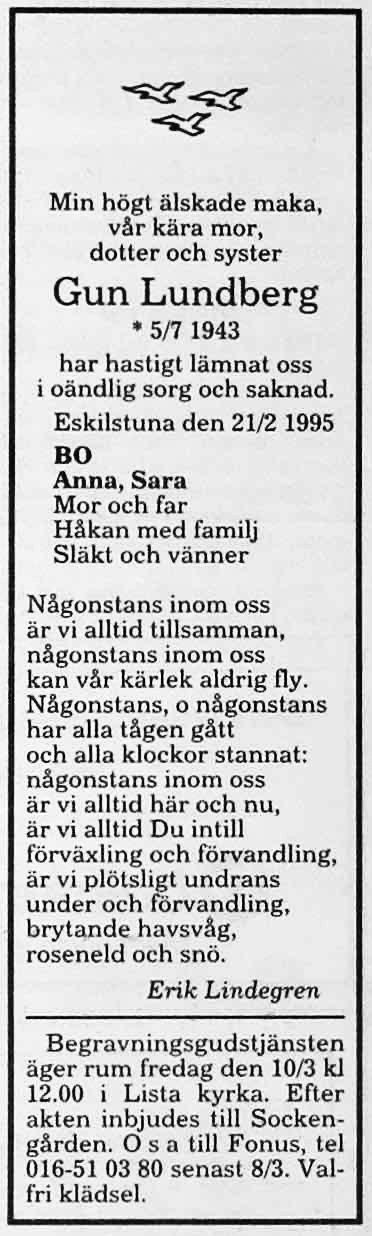 Min högt älskade maka,
vår kära mor,
dotter och syster
Gun Lundberg
* 5/7 1943
har hastigt lämnat oss
i oändlig sorg och saknad.
Eskilstuna den 21/2 1995
BO
Anna, Sara
Mor och far
Håkan med familj
Släkt och vänner
Någonstans inom oss
är vi alltid tillsamman,
någonstans inom oss
kan vår kärlek aldrig fly.
Någonstans, o någonstans
har alla tågen gått
och alla klockor stannat:
någonstans inom oss
är vi alltid här och nu,
är vi alltid Du intill
förväxling och förvandling,
är vi plötsligt undrans
under och förvandling,
brytande havsvåg,
roseneld och snö.
Erik Lindegren
Begravningsgudstjänsten
äger rum fredag den 10/3 kl
12.00 i Lista kyrka. Efter
akten inbjudes till Socken-
gården. O s a till Fonus, tel
016-51 03 80 senast 8/3. Val-
fri klädsel.